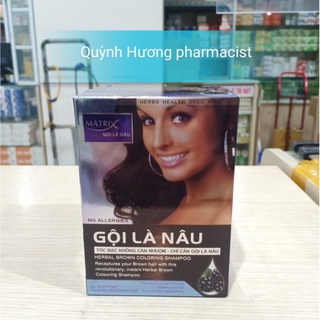 Quỳnh Hương pharmacist
HERBS HEALTH DYED
MATRIX
GỘI LÀ NÂU
NO ALLERGIES
GỘI LÀ NÂU
TÓC BẠC KHÔNG CẦN NHUỘM - CHỈ CẦN GỘI LÀ NÂU
HERBAL BROWN COLORING SHAMPOO
Recaptures your Brown hair with this
revolutionary, instant Herbal Brown
Colouring Shampoo